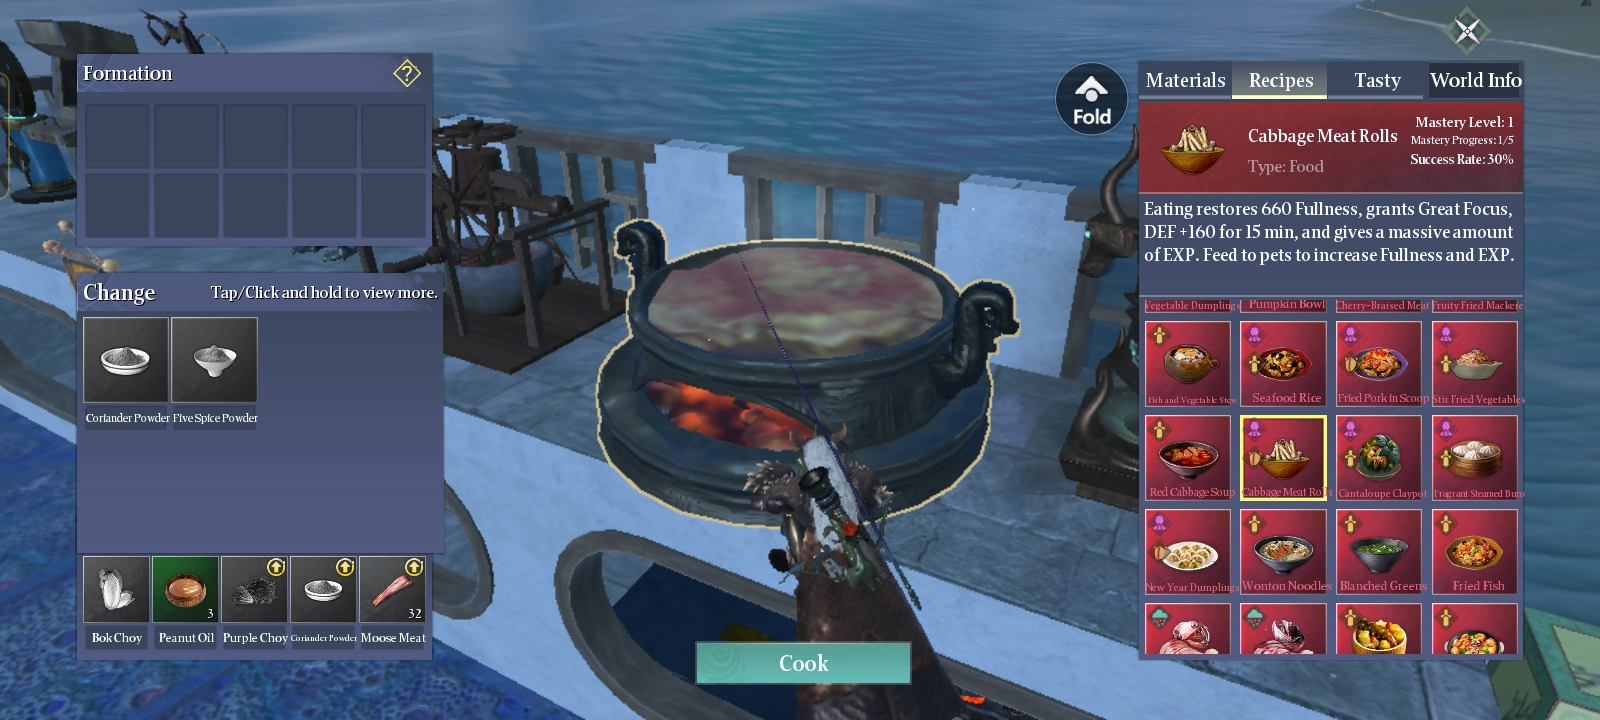 Formation
?
Change
Tap/Click and hold to view more.
Coriander Powder
Five Spice Powder
3
32
Bok Choy
Peanut Oil
Purple Choy
Coriander Powder
Moose Meat
Fold
Cook
Materials
Recipes
Tasty
World Info
Cabbage Meat Rolls
Type: Food
Mastery Level: 1
Mastery Progress: 1/5
Success Rate: 30%
Eating restores 660 Fullness, grants Great Focus,
DEF +160 for 15 min, and gives a massive amount
of EXP. Feed to pets to increase Fullness and EXP.
Vegetable Dumplings
Pumpkin Bowl
Cherry-Braised Meat
Fruity Fried Mackere
Fish and Vegetable Stew
Seafood Rice
Fried Pork in Scoop
Stir Fried Vegetables
Red Cabbage Soup
Cabbage Meat Rolls
Cantaloupe Claypot
Fragrant Steamed Buns
New Year Dumplings
Wonton Noodles
Blanched Greens
Fried Fish